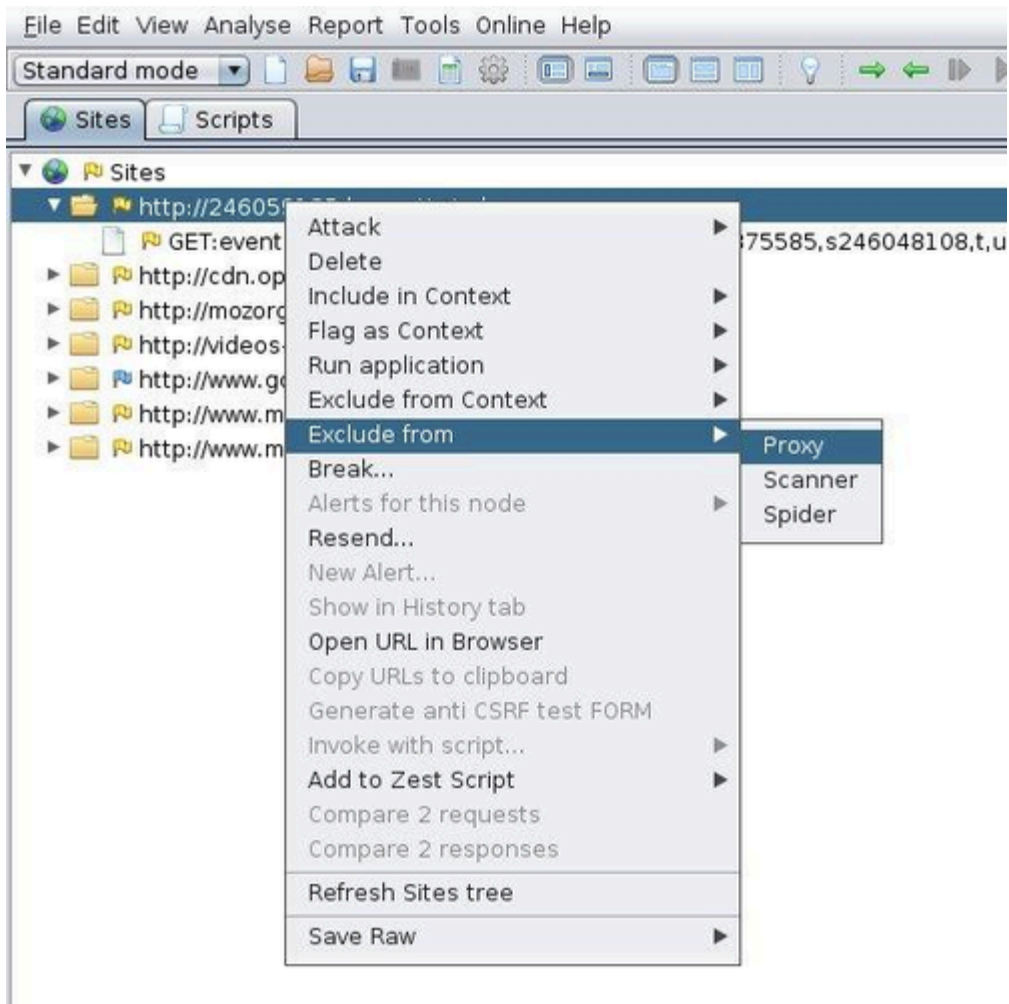 File Edit View Analyse Report Tools Online Help
Standard mode
Sites Scripts
Sites
http://246059
GET:event 375585,s246048108,t,u
http://cdn.op
http://mozorg
http://videos-
http://www.go
http://www.m
http://www.m
Attack
Delete
Include in Context
Flag as Context
Run application
Exclude from Context
Exclude from
Break...
Alerts for this node
Resend...
New Alert...
Show in History tab
Open URL in Browser
Copy URLs to clipboard
Generate anti CSRF test FORM
Invoke with script...
Add to Zest Script
Compare 2 requests
Compare 2 responses
Refresh Sites tree
Save Raw
Proxy
Scanner
Spider